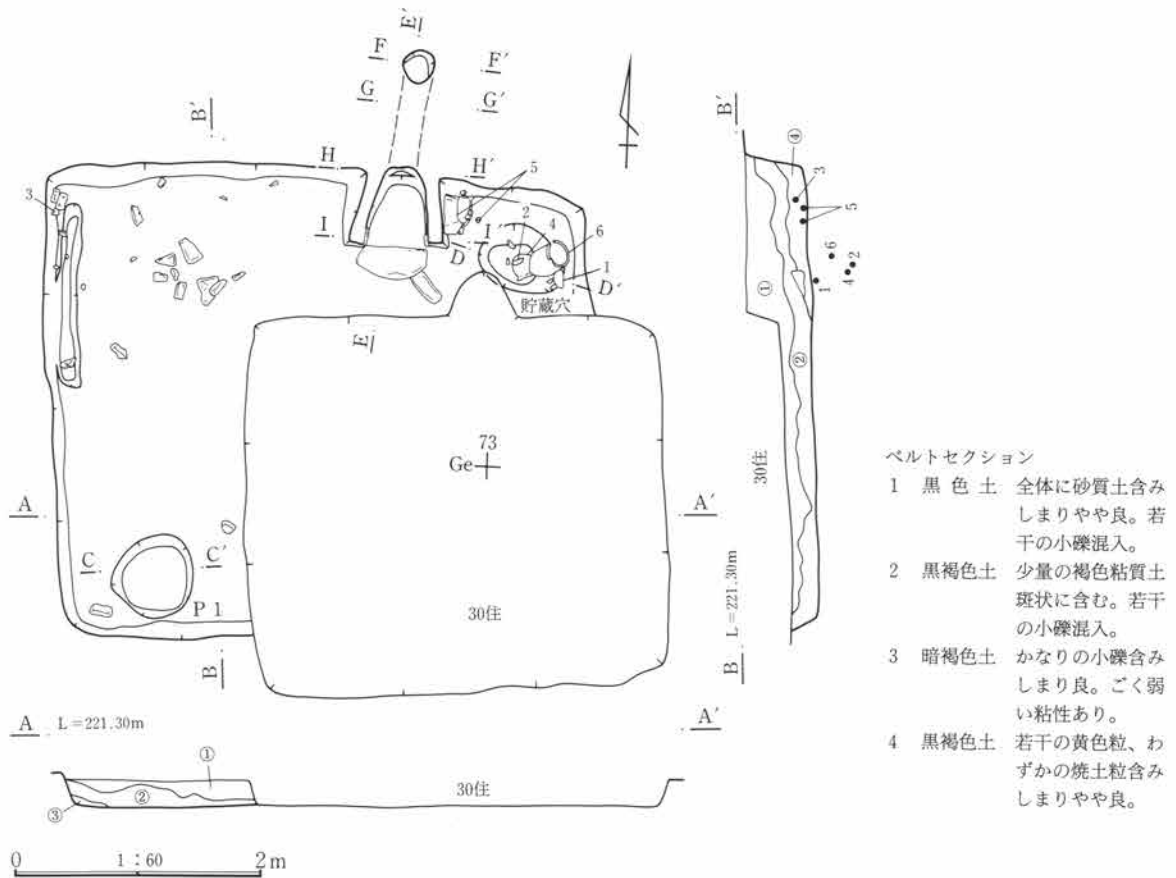 E′
F
F′
G
G′
B′
B′
H
H′
5
④
3
3
5
I
I′
2
4
6
D
1
D′
貯蔵穴
E
6
2
4
1
①
②
73
Ge
30住
A
A′
C
C′
P 1
30住
B
B
L＝221.30m
A L＝221.30m
A′
①
②
③
30住
0 1：60 2m
ベルトセクション
1 黒 色 土 全体に砂質土含み
しまりやや良。若
干の小礫混入。
2 黒褐色土 少量の褐色粘質土
斑状に含む。若干
の小礫混入。
3 暗褐色土 かなりの小礫含み
しまり良。ごく弱
い粘性あり。
4 黒褐色土 若干の黄色粒、わ
ずかの焼土粒含み
しまりやや良。